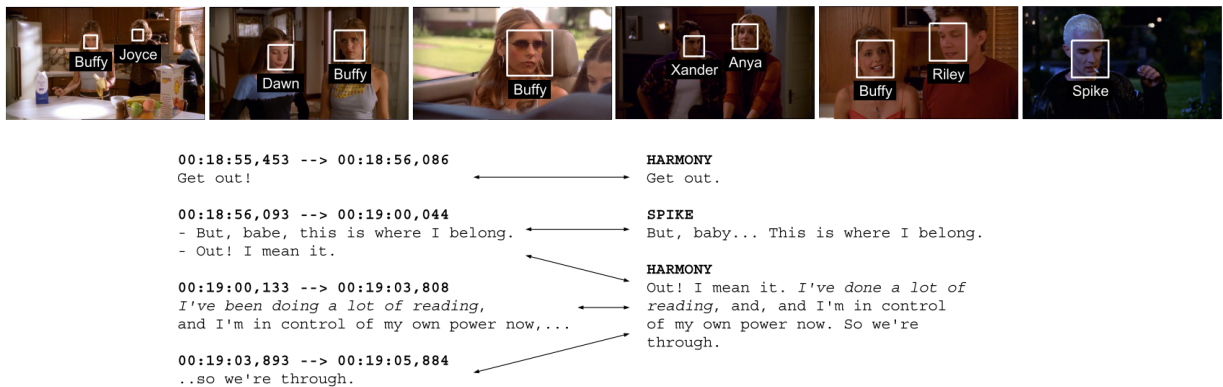 Buffy
Joyce
Dawn
Buffy
Buffy
Xander
Anya
Buffy
Riley
Spike
00:18:55,453 --> 00:18:56,086
Get out!
00:18:56,093 --> 00:19:00,044
- But, babe, this is where I belong.
- Out! I mean it.
00:19:00,133 --> 00:19:03,808
I've been doing a lot of reading,
and I'm in control of my own power now,...
00:19:03,893 --> 00:19:05,884
..so we're through.
HARMONY
Get out.
SPIKE
But, baby... This is where I belong.
HARMONY
Out! I mean it. I've done a lot of
reading, and, and I'm in control
of my own power now. So we're
through.